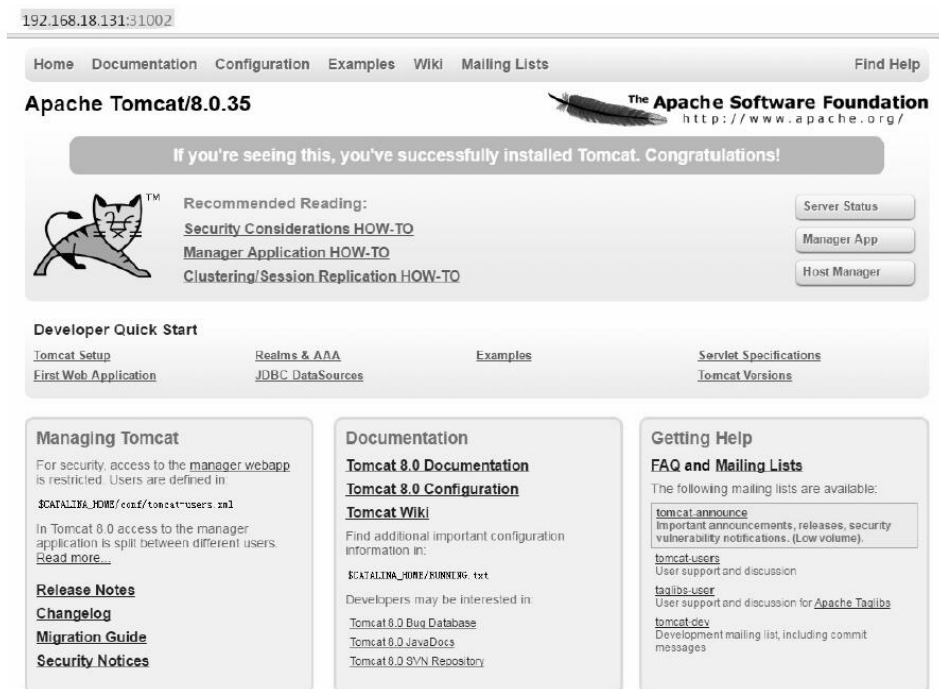 192.168.18.131:31002
Home Documentation Configuration Examples Wiki Mailing Lists Find Help
Apache Tomcat/8.0.35
The Apache Software Foundation
http://www.apache.org/
If you're seeing this, you've successfully installed Tomcat. Congratulations!
TM
Recommended Reading:
Security Considerations HOW-TO
Manager Application HOW-TO
Clustering/Session Replication HOW-TO
Server Status
Manager App
Host Manager
Developer Quick Start
Tomcat Setup
First Web Application
Realms & AAA
JDBC DataSources
Examples
Servlet Specifications
Tomcat Versions
Managing Tomcat
For security, access to the manager webapp
is restricted. Users are defined in:
$CATALINA_HOME/conf/tomcat-users.xml
In Tomcat 8.0 access to the manager
application is split between different users.
Read more...
Release Notes
Changelog
Migration Guide
Security Notices
Documentation
Tomcat 8.0 Documentation
Tomcat 8.0 Configuration
Tomcat Wiki
Find additional important configuration
information in:
$CATALINA_HOME/RUNNING.txt
Developers may be interested in:
Tomcat 8.0 Bug Database
Tomcat 8.0 JavaDocs
Tomcat 8.0 SVN Repository
Getting Help
FAQ and Mailing Lists
The following mailing lists are available:
tomcat-announce
Important announcements, releases, security
vulnerability notifications. (Low volume).
tomcat-users
User support and discussion
taglibs-user
User support and discussion for Apache Taglibs
tomcat-dev
Development mailing list, including commit
messages